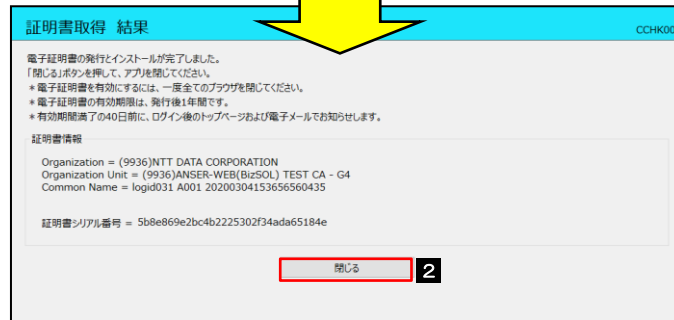 証明書取得 結果
CCHK00
電子証明書の発行とインストールが完了しました。
「閉じる」ボタンを押して、アプリを閉じてください。
*電子証明書を有効にするには、一度全てのブラウザを閉じてください。
*電子証明書の有効期限は、発行後1年間です。
*有効期間満了の40日前に、ログイン後のトップページおよび電子メールでお知らせします。
証明書情報
Organization = (9936)NTT DATA CORPORATION
Organization Unit = (9936)ANSER-WEB(BizSOL) TEST CA - G4
Common Name = logid031 A001 20200304153656560435
証明書シリアル番号 = 5b8e869e2bc4b2225302f34ada65184e
閉じる
2